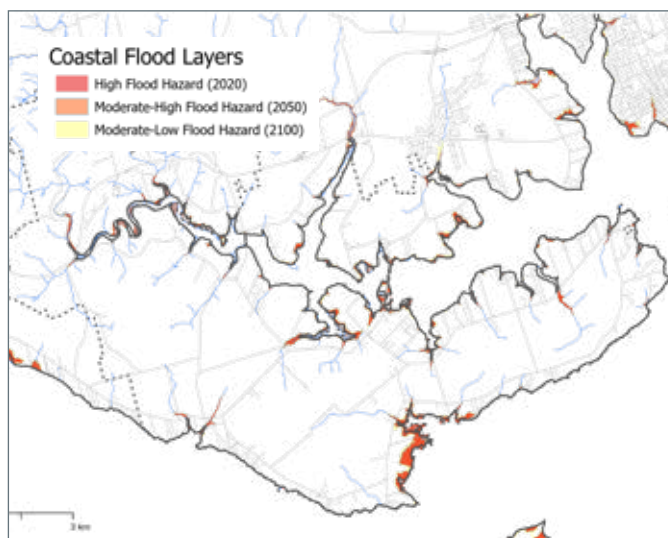 Coastal Flood Layers
High Flood Hazard (2020)
Moderate-High Flood Hazard (2050)
Moderate-Low Flood Hazard (2100)
3 km